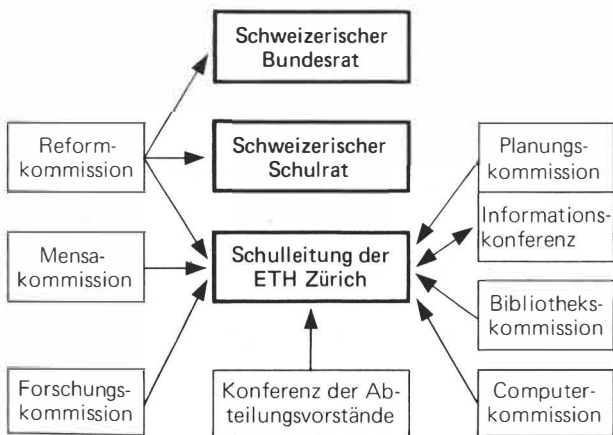 Schweizerischer
Bundesrat
Reform-
kommission
Schweizerischer
Schulrat
Planungs-
kommission
Informations-
konferenz
Mensa-
kommission
Schulleitung der
ETH Zürich
Bibliotheks-
kommission
Forschungs-
kommission
Konferenz der Ab-
teilungsvorstände
Computer-
kommission